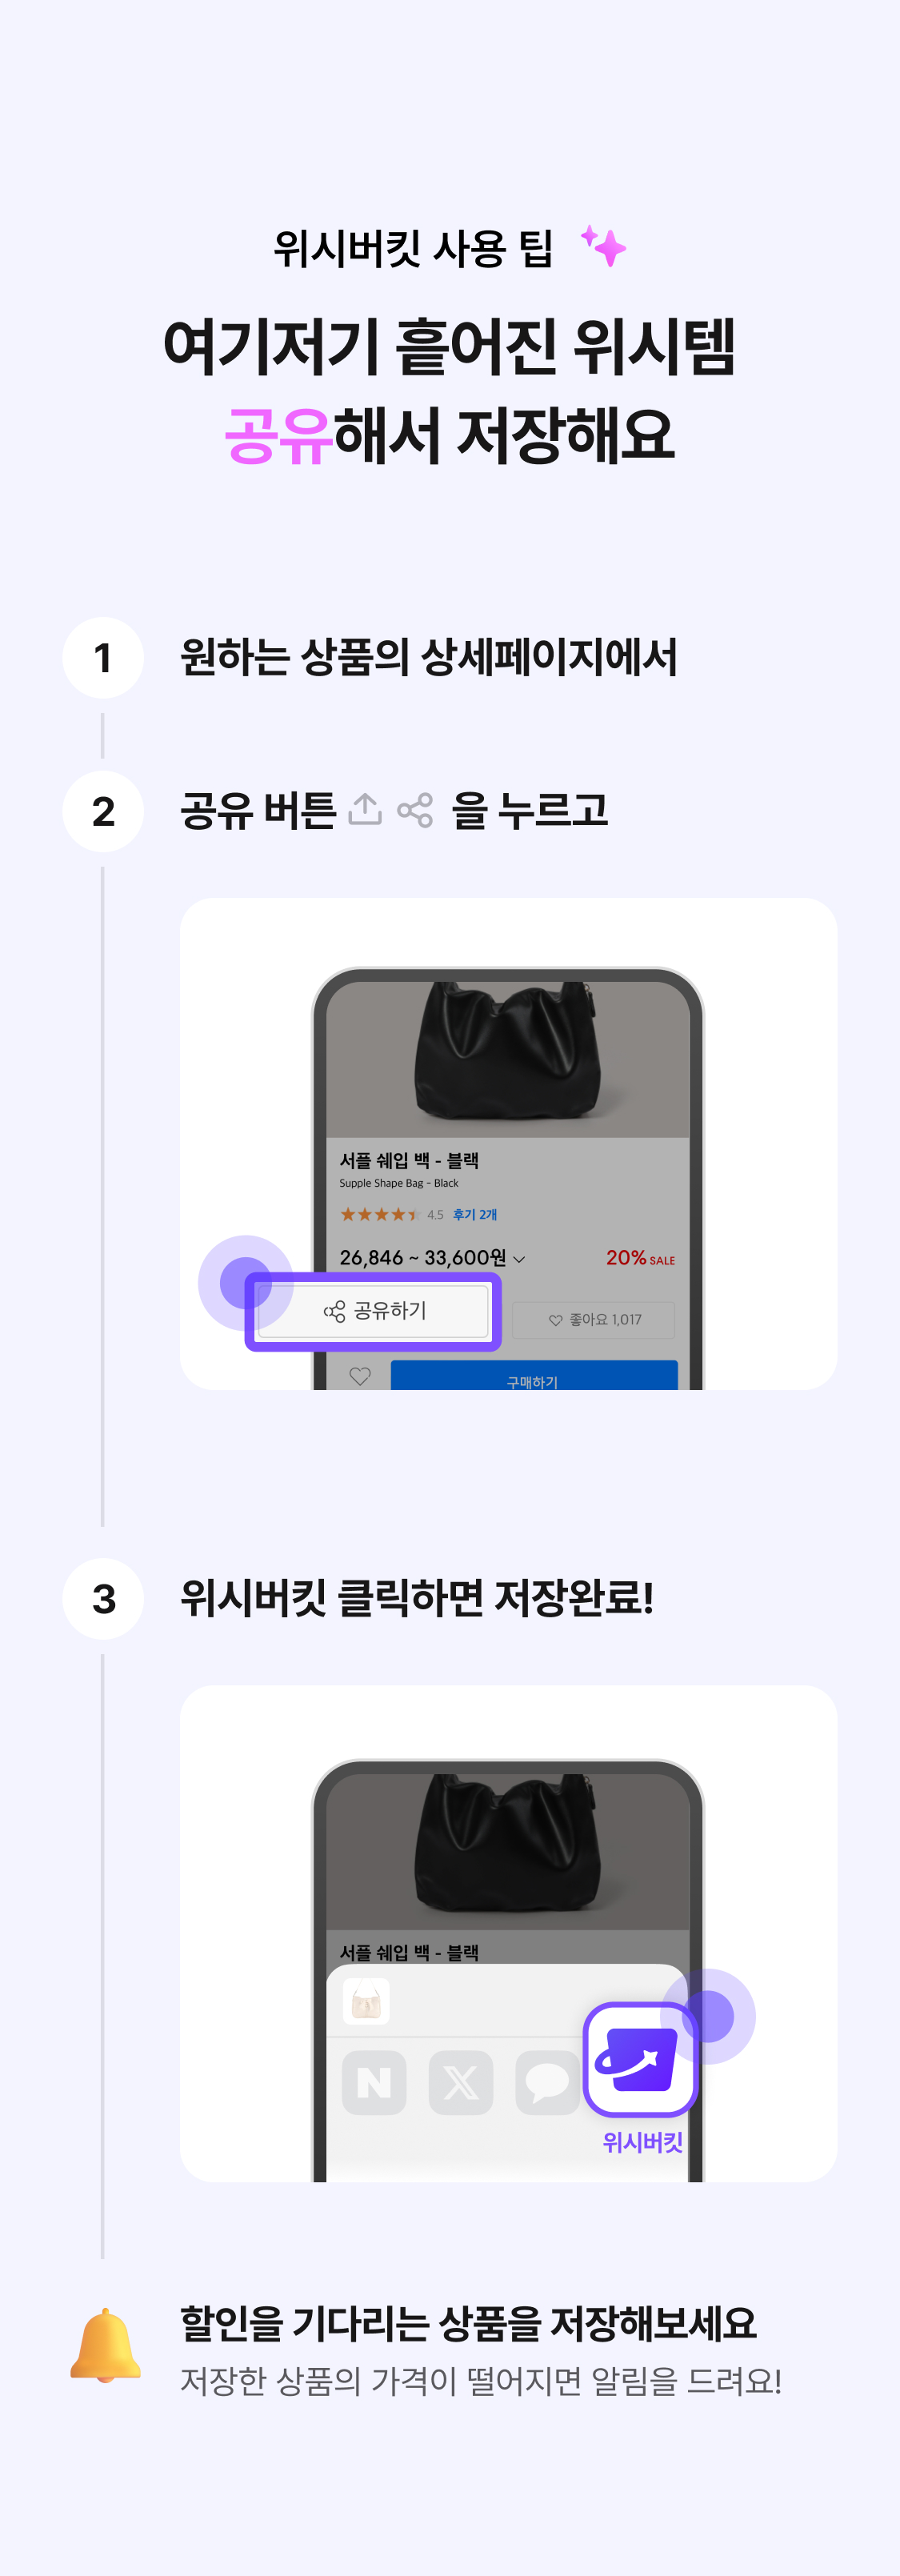 위시버킷 사용 팁
여기저기 흩어진 위시템
공유해서 저장해요
1
원하는 상품의 상세페이지에서
2
공유 버튼 을 누르고
서플 쉐입 백 - 블랙
Supple Shape Bag - Black
4.5 후기 2개
26,846 ~ 33,600원
20% SALE
공유하기
좋아요 1,017
구매하기
3
위시버킷 클릭하면 저장완료!
서플 쉐입 백 - 블랙
N X
위시버킷
할인을 기다리는 상품을 저장해보세요
저장한 상품의 가격이 떨어지면 알림을 드려요!